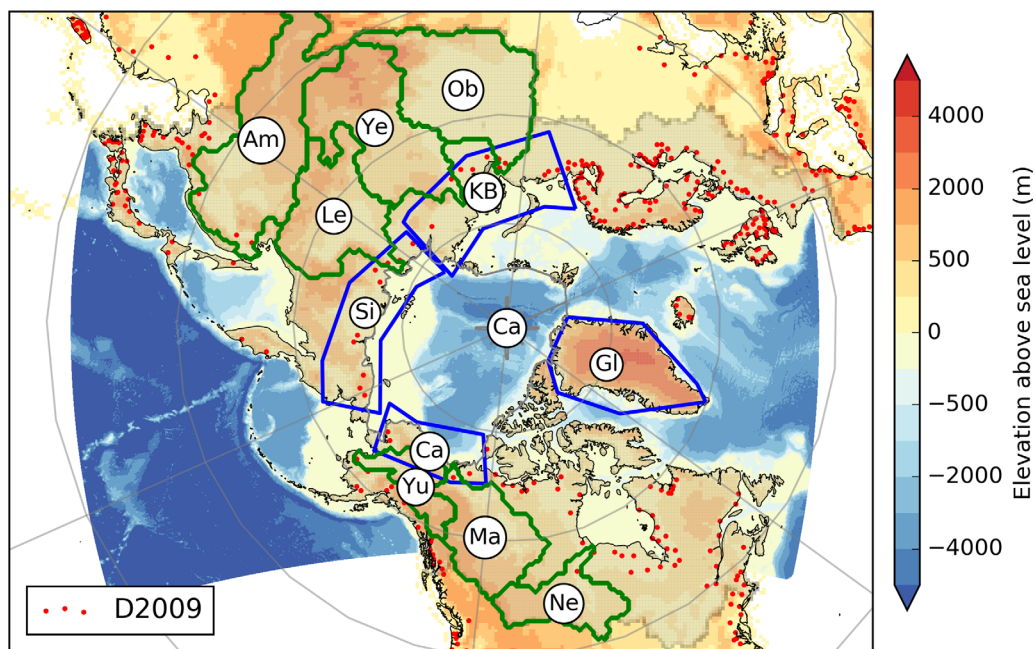 Ob
Ye
Am
KB
Le
Si
Ca
Gl
Ca
Yu
Ma
Ne
D2009
4000
2000
500
0
−500
−2000
−4000
Elevation above sea level (m)